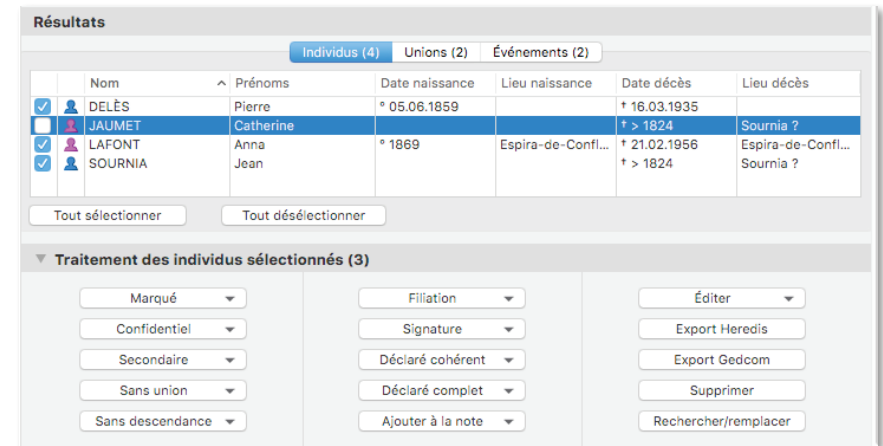 Résultats
Individus (4) Unions (2) Événements (2)
Nom Prénoms Date naissance Lieu naissance Date décès Lieu décès
DELÈS Pierre ° 05.06.1859 † 16.03.1935
JAUMET Catherine † > 1824 Sournia ?
LAFONT Anna ° 1869 Espira-de-Confl... † 21.02.1956 Espira-de-Confl...
SOURNIA Jean † > 1824 Sournia ?
Tout sélectionner Tout désélectionner
Traitement des individus sélectionnés (3)
Marqué Filiation Éditer
Confidentiel Signature Export Heredis
Secondaire Déclaré cohérent Export Gedcom
Sans union Déclaré complet Supprimer
Sans descendance Ajouter à la note Rechercher/remplacer